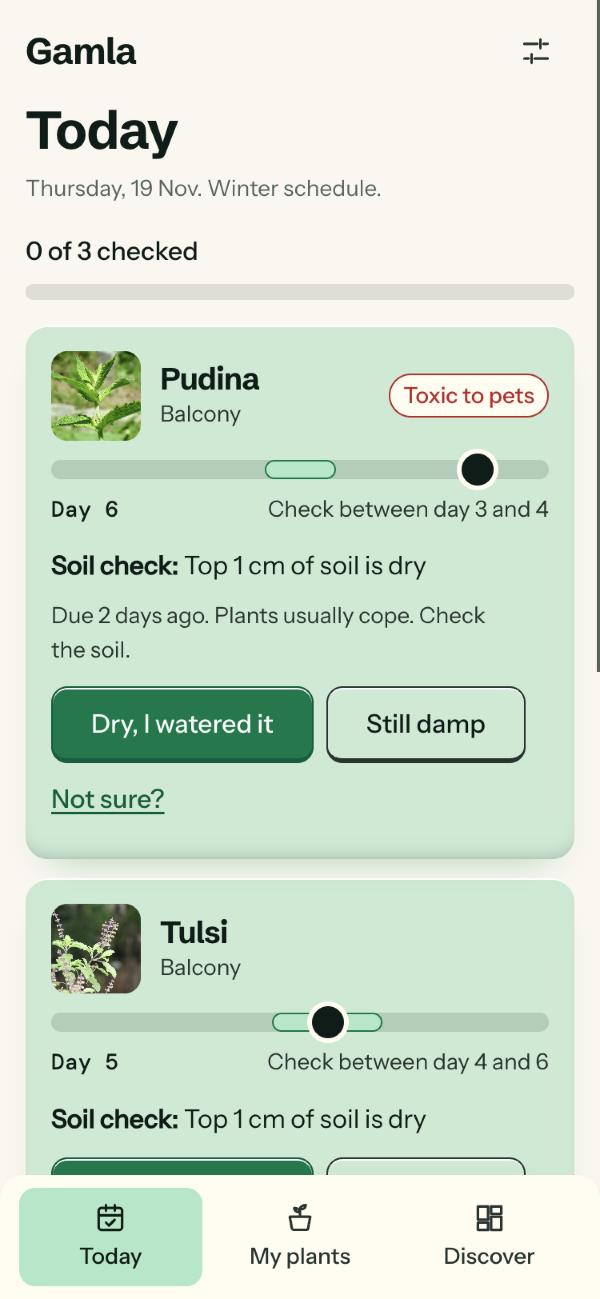 Gamla
Today
Thursday, 19 Nov. Winter schedule.
0 of 3 checked
Pudina
Balcony
Toxic to pets
Day 6
Check between day 3 and 4
Soil check: Top 1 cm of soil is dry
Due 2 days ago. Plants usually cope. Check
the soil.
Dry, I watered it
Still damp
Not sure?
Tulsi
Balcony
Day 5
Check between day 4 and 6
Soil check: Top 1 cm of soil is dry
Today
My plants
Discover